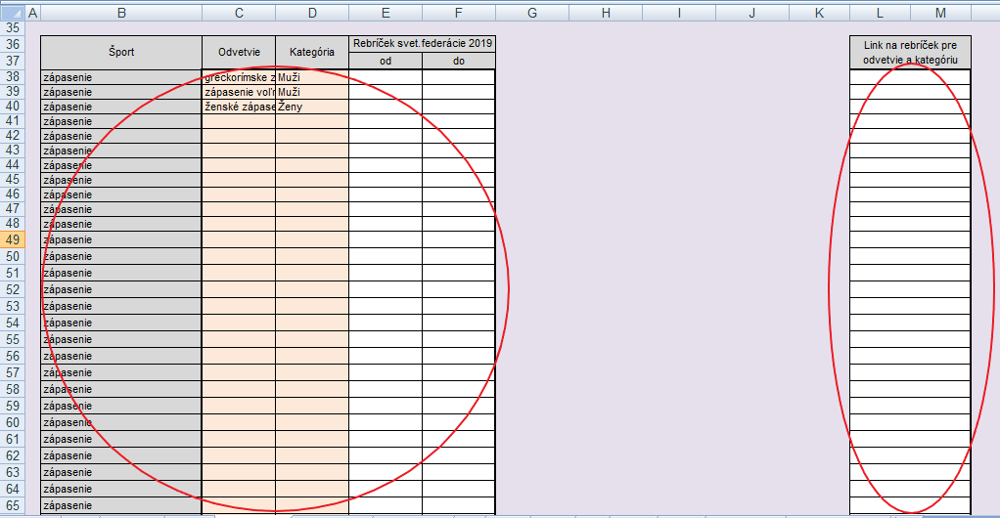 A B C D E F G H I J K L M
35
36 Šport Odvetvie Kategória Rebríček svet.federácie 2019 Link na rebríček pre
37 od do odvetvie a kategóriu
38 zápasenie gréckorímske z Muži
39 zápasenie zápasenie voľn Muži
40 zápasenie ženské zápase Ženy
41 zápasenie
42 zápasenie
43 zápasenie
44 zápasenie
45 zápasenie
46 zápasenie
47 zápasenie
48 zápasenie
49 zápasenie
50 zápasenie
51 zápasenie
52 zápasenie
53 zápasenie
54 zápasenie
55 zápasenie
56 zápasenie
57 zápasenie
58 zápasenie
59 zápasenie
60 zápasenie
61 zápasenie
62 zápasenie
63 zápasenie
64 zápasenie
65 zápasenie